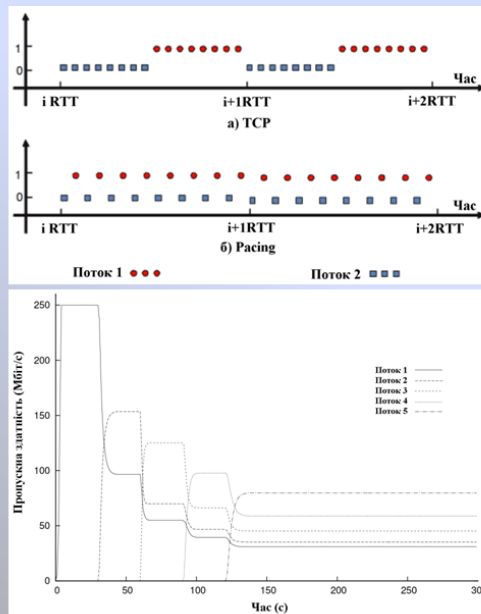 1
0
Час
i RTT
i+1RTT
i+2RTT
а) TCP
1
0
Час
i RTT
i+1RTT
i+2RTT
б) Pacing
Поток 1
Поток 2
Пропускна здатність (Мбіт/с)
250
200
150
100
50
0
Поток 1
Поток 2
Поток 3
Поток 4
Поток 5
0 50 100 150 200 250 300
Час (с)